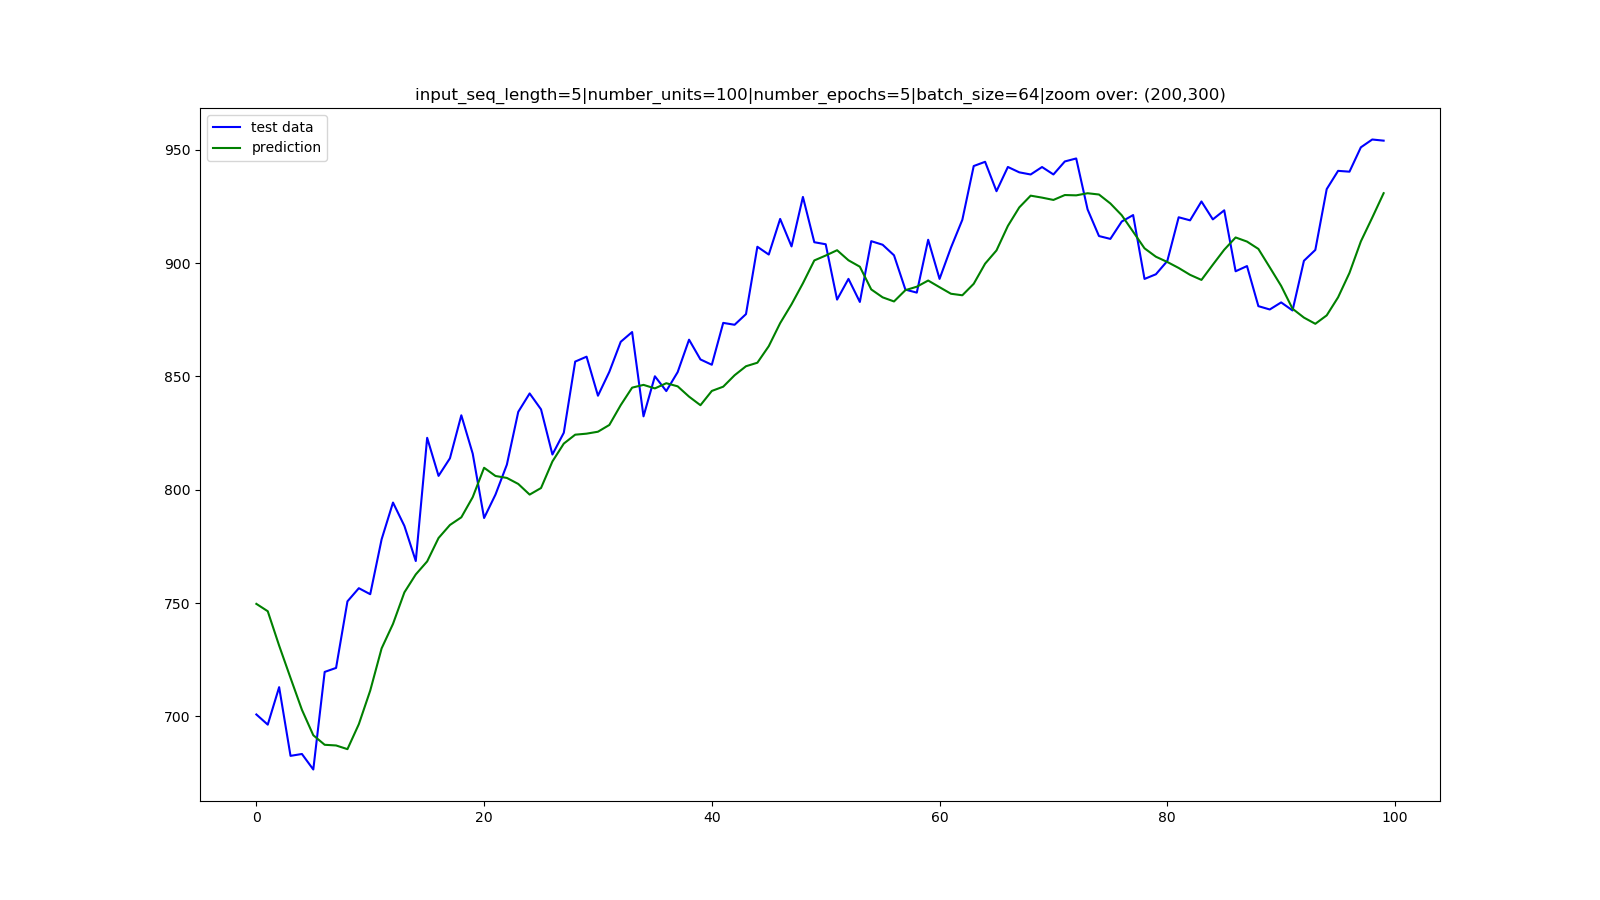 input_seq_length=5|number_units=100|number_epochs=5|batch_size=64|zoom over: (200,300)
test data
prediction
950
900
850
800
750
700
0 20 40 60 80 100